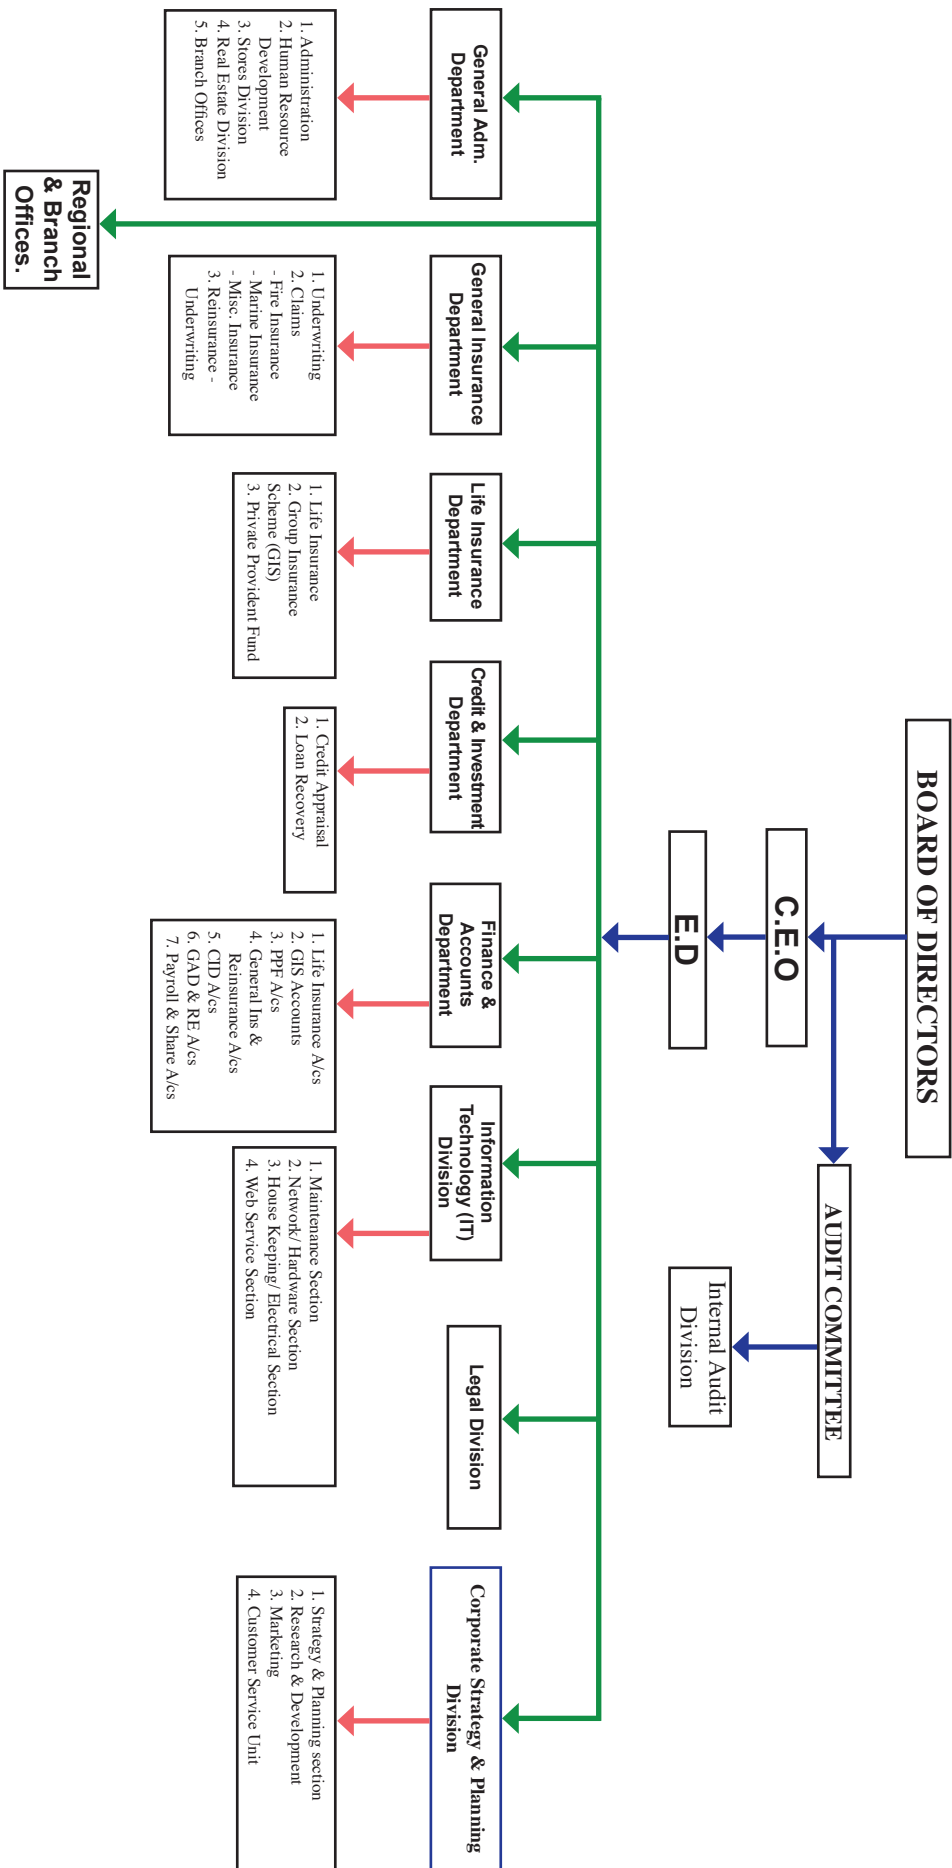 BOARD OF DIRECTORS
C.E.O
AUDIT COMMITTEE
E.D
Internal Audit
Division
General Adm.
Department
General Insurance
Department
Life Insurance
Department
Credit & Investment
Department
Finance &
Accounts
Department
Information
Technology (IT)
Division
Legal Division
Corporate Strategy & Planning
Division
1. Administration
2. Human Resource
Development
3. Stores Division
4. Real Estate Division
5. Branch Offices
1. Underwriting
2. Claims
- Fire Insurance
- Marine Insurance
- Misc. Insurance
3. Reinsurance -
Underwriting
1. Life Insurance
2. Group Insurance
Scheme (GIS)
3. Private Provident Fund
1. Credit Appraisal
2. Loan Recovery
1. Life Insurance A/cs
2. GIS Accounts
3. PPF A/cs
4. General Ins &
Reinsurance A/cs
5. CID A/cs
6. GAD & RE A/cs
7. Payroll & Share A/cs
1. Maintenance Section
2. Network/ Hardware Section
3. House Keeping/ Electrical Section
4. Web Service Section
1. Strategy & Planning section
2. Research & Development
3. Marketing
4. Customer Service Unit
Regional
& Branch
Offices.